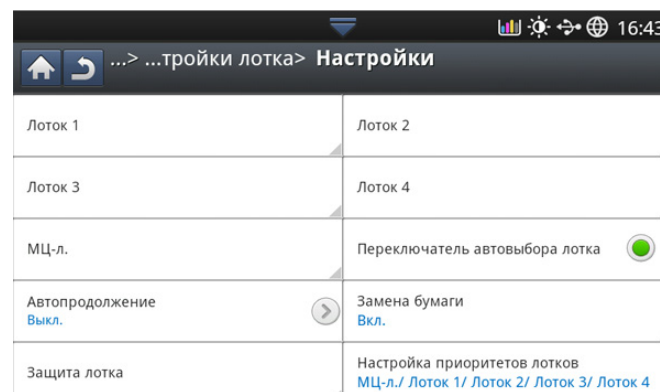 16:43
...> ...тройки лотка> Настройки
Лоток 1
Лоток 2
Лоток 3
Лоток 4
МЦ-л.
Переключатель автовыбора лотка
Автопродолжение
Выкл.
Замена бумаги
Вкл.
Защита лотка
Настройка приоритетов лотков
МЦ-л./ Лоток 1/ Лоток 2/ Лоток 3/ Лоток 4